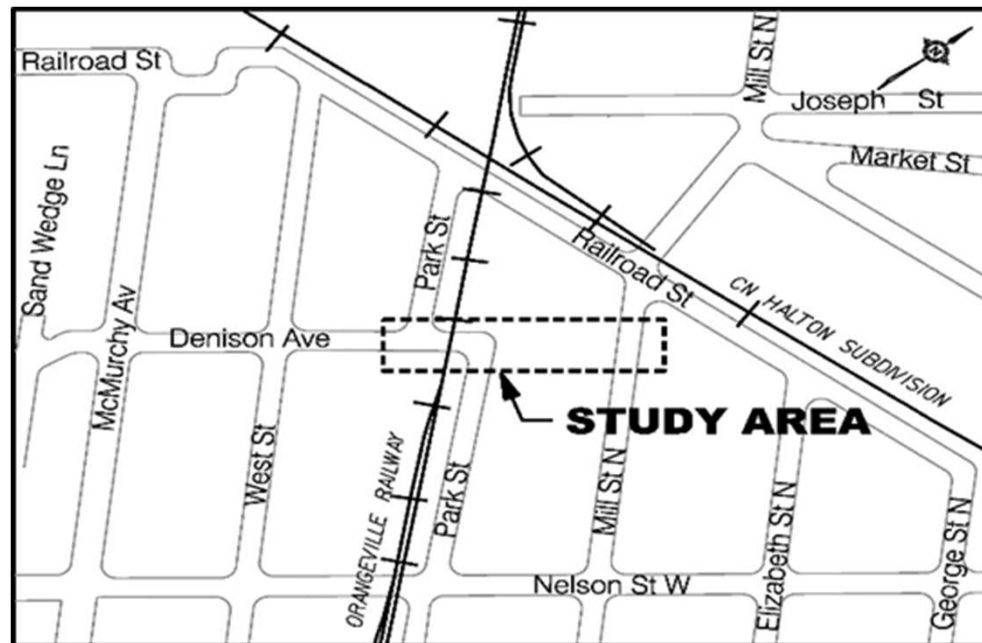 Railroad St
Mill St N
Joseph St
Market St
Sand Wedge Ln
McMurchy Av
Park St
Railroad St
CN HALTON SUBDIVISION
Denison Ave
West St
STUDY AREA
ORANGEVILLE RAILWAY
Park St
Mill St N
Elizabeth St N
George St N
Nelson St W